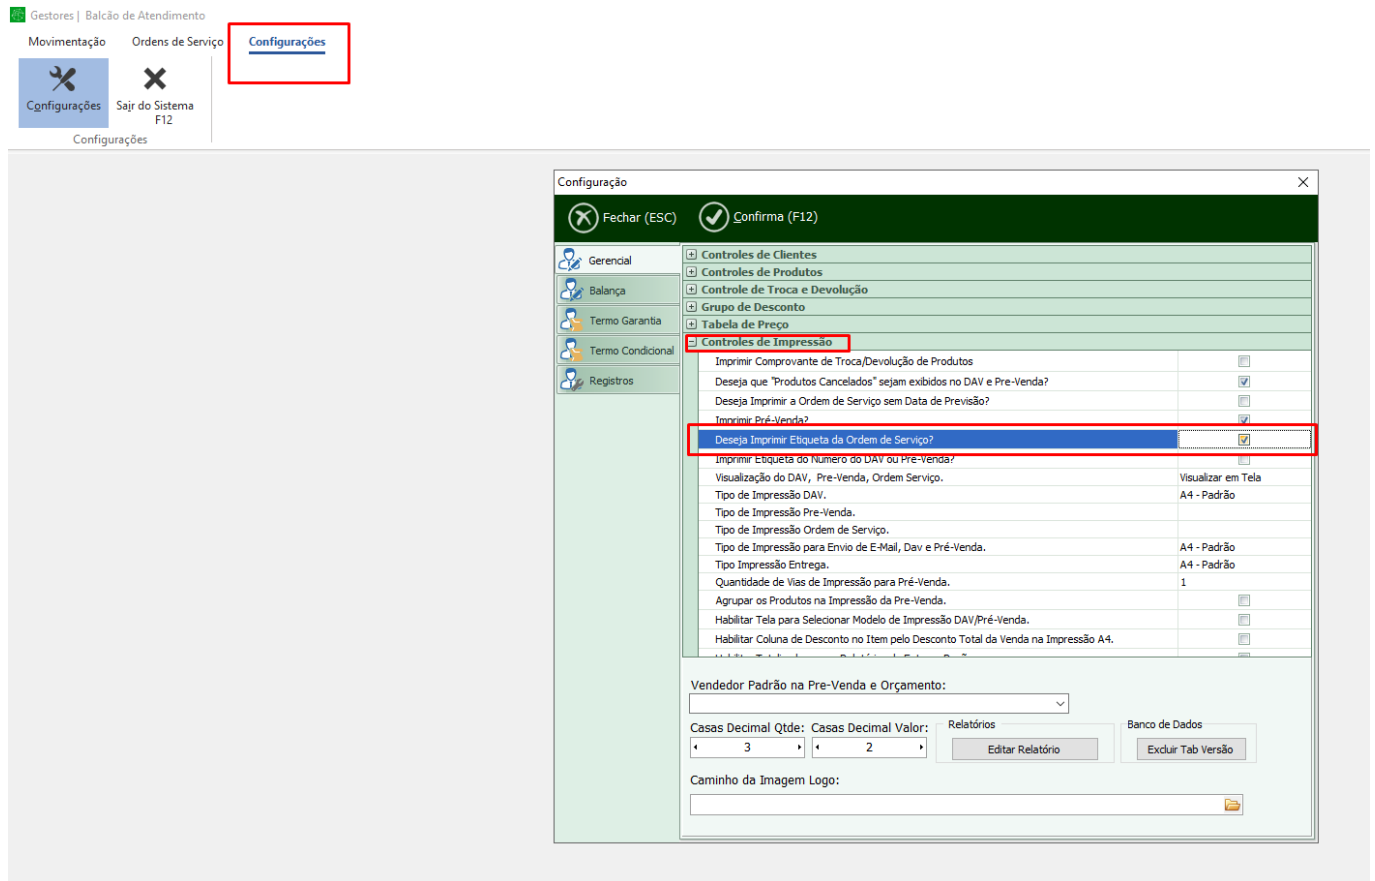 Gestores | Balcão de Atendimento
Movimentação Ordens de Serviço Configurações
Configurações Sair do Sistema F12
Configurações
Configuração
Fechar (ESC) Confirma (F12)
Gerencial
Balança
Termo Garantia
Termo Condicional
Registros
Controles de Clientes
Controles de Produtos
Controle de Troca e Devolução
Grupo de Desconto
Tabela de Preço
Controles de Impressão
Imprimir Comprovante de Troca/Devolução de Produtos
Deseja que "Produtos Cancelados" sejam exibidos no DAV e Pré-Venda?
Deseja Imprimir a Ordem de Serviço sem Data de Previsão?
Imprimir Pré-Venda?
Deseja Imprimir Etiqueta da Ordem de Serviço?
Imprimir Etiqueta do Número do DAV ou Pré-Venda?
Visualização do DAV, Pre-Venda, Ordem Serviço. Visualizar em Tela
Tipo de Impressão DAV. A4 - Padrão
Tipo de Impressão Pre-Venda.
Tipo de Impressão Ordem de Serviço.
Tipo de Impressão para Envio de E-Mail, Dav e Pré-Venda. A4 - Padrão
Tipo Impressão Entrega. A4 - Padrão
Quantidade de Vias de Impressão para Pré-Venda. 1
Agrupar os Produtos na Impressão da Pre-Venda.
Habilitar Tela para Selecionar Modelo de Impressão DAV/Pré-Venda.
Habilitar Coluna de Desconto no Item pelo Desconto Total da Venda na Impressão A4.
Vendedor Padrão na Pre-Venda e Orçamento:
Casas Decimal Qtde: Casas Decimal Valor: Relatórios Banco de Dados
3 2 Editar Relatório Excluir Tab Versão
Caminho da Imagem Logo: